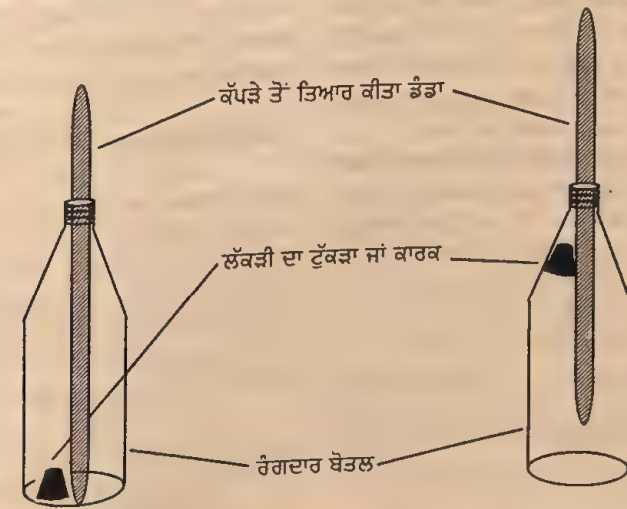 ਕੱਪੜੇ ਤੋਂ ਤਿਆਰ ਕੀਤਾ ਡੰਡਾ
ਲੱਕੜੀ ਦਾ ਟੁੱਕੜਾ ਜਾਂ ਕਾਰਕ
ਰੰਗਦਾਰ ਬੋਤਲ